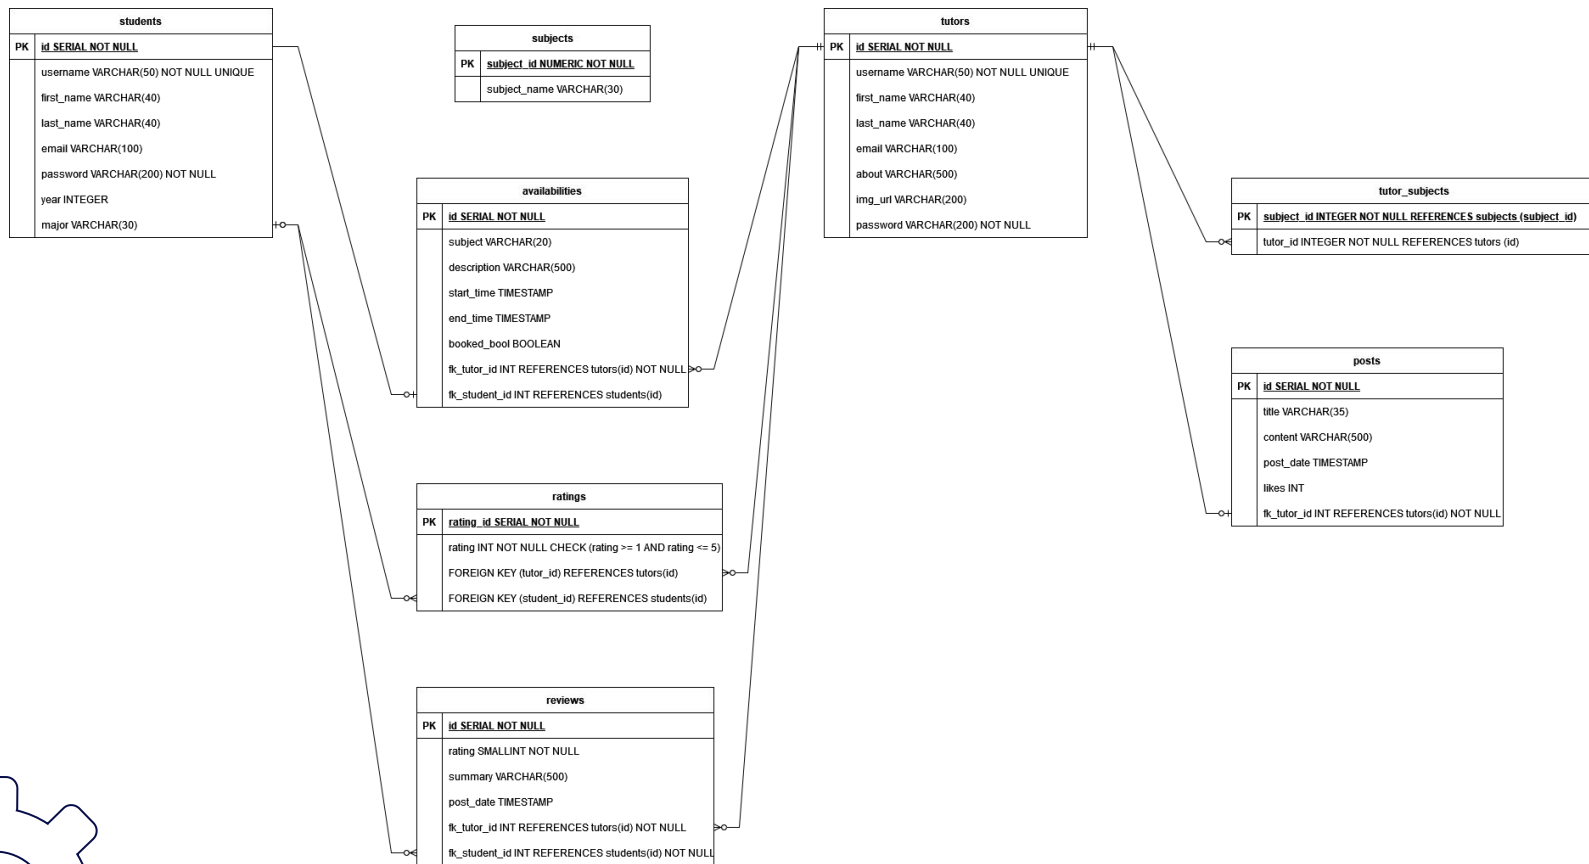 students
PK id SERIAL NOT NULL
username VARCHAR(50) NOT NULL UNIQUE
first_name VARCHAR(40)
last_name VARCHAR(40)
email VARCHAR(100)
password VARCHAR(200) NOT NULL
year INTEGER
major VARCHAR(30)
subjects
PK subject_id NUMERIC NOT NULL
subject_name VARCHAR(30)
availabilities
PK id SERIAL NOT NULL
subject VARCHAR(20)
description VARCHAR(500)
start_time TIMESTAMP
end_time TIMESTAMP
booked_bool BOOLEAN
fk_tutor_id INT REFERENCES tutors(id) NOT NULL
fk_student_id INT REFERENCES students(id)
ratings
PK rating_id SERIAL NOT NULL
rating INT NOT NULL CHECK (rating >= 1 AND rating <= 5)
FOREIGN KEY (tutor_id) REFERENCES tutors(id)
FOREIGN KEY (student_id) REFERENCES students(id)
reviews
PK id SERIAL NOT NULL
rating SMALLINT NOT NULL
summary VARCHAR(500)
post_date TIMESTAMP
fk_tutor_id INT REFERENCES tutors(id) NOT NULL
fk_student_id INT REFERENCES students(id) NOT NULL
tutors
PK id SERIAL NOT NULL
username VARCHAR(50) NOT NULL UNIQUE
first_name VARCHAR(40)
last_name VARCHAR(40)
email VARCHAR(100)
about VARCHAR(500)
img_url VARCHAR(200)
password VARCHAR(200) NOT NULL
tutor_subjects
PK subject_id INTEGER NOT NULL REFERENCES subjects (subject_id)
tutor_id INTEGER NOT NULL REFERENCES tutors (id)
posts
PK id SERIAL NOT NULL
title VARCHAR(35)
content VARCHAR(500)
post_date TIMESTAMP
likes INT
fk_tutor_id INT REFERENCES tutors(id) NOT NULL